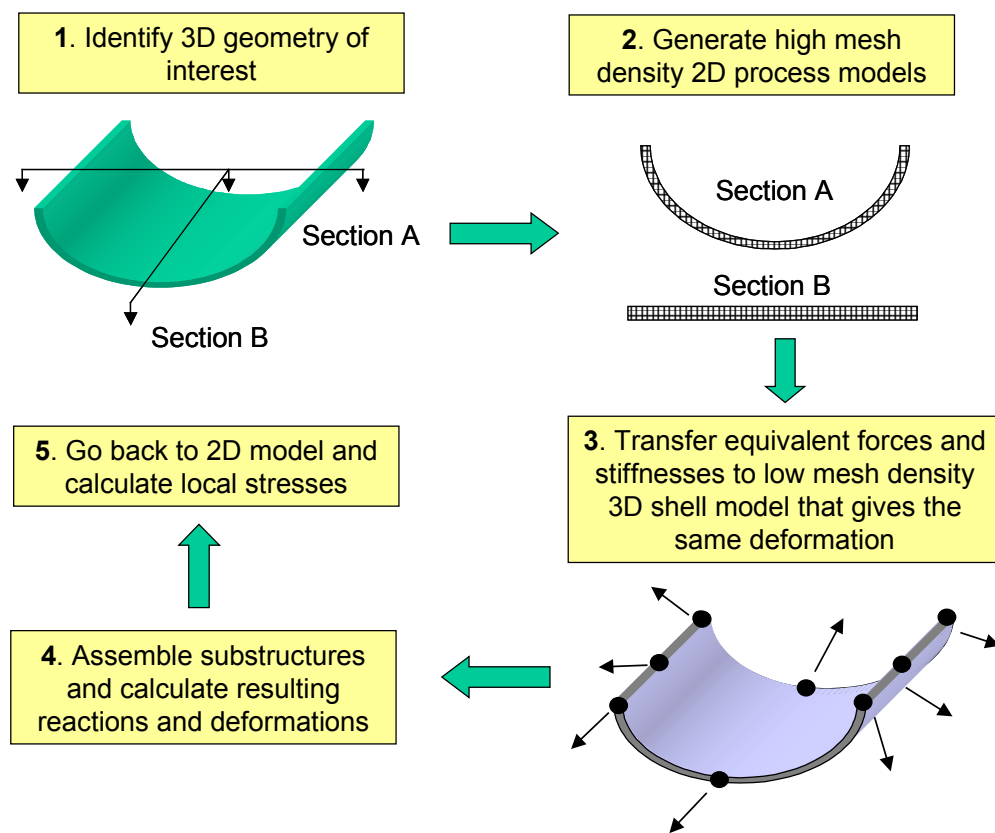 1. Identify 3D geometry of
interest
2. Generate high mesh
density 2D process models
Section A
Section B
Section A
Section B
3. Transfer equivalent forces and
stiffnesses to low mesh density
3D shell model that gives the
same deformation
4. Assemble substructures
and calculate resulting
reactions and deformations
5. Go back to 2D model and
calculate local stresses